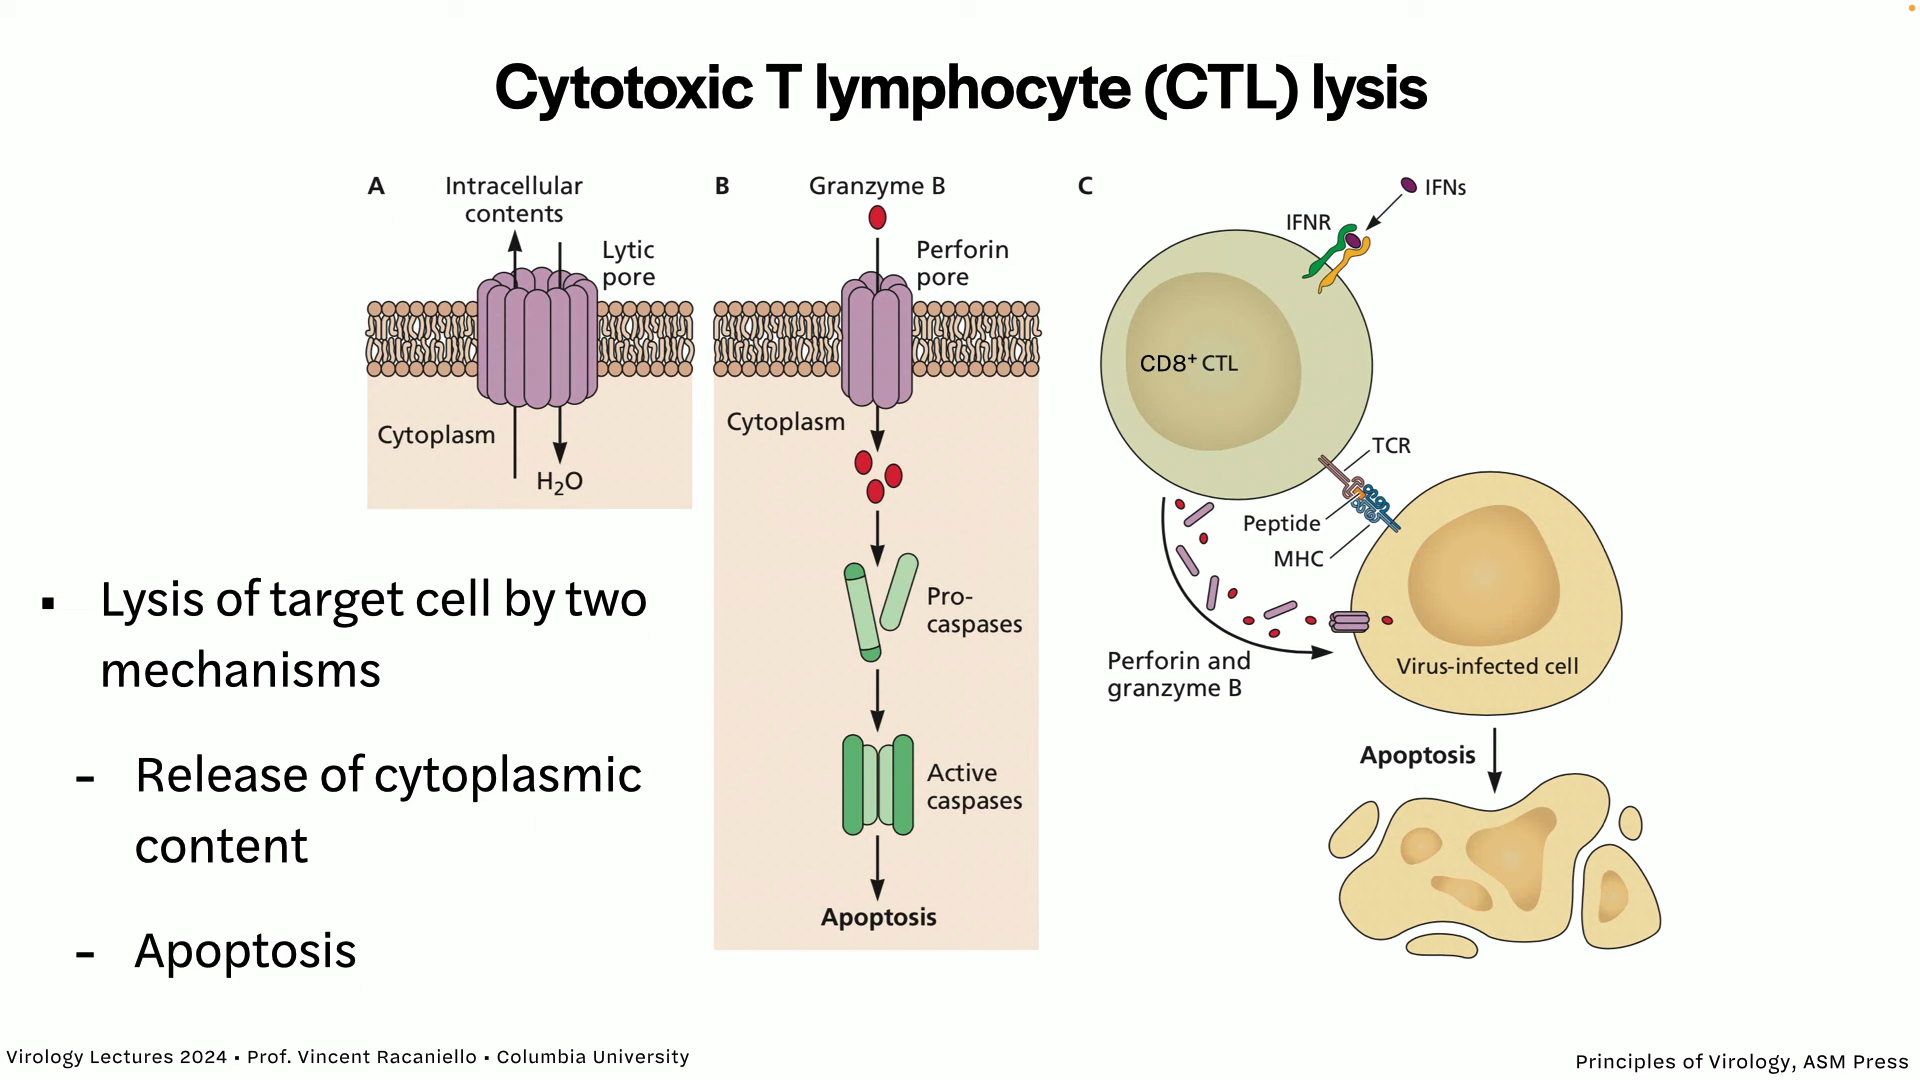 Cytotoxic T lymphocyte (CTL) lysis
A
Intracellular
contents
Lytic
pore
Cytoplasm
H₂O
B
Granzyme B
Perforin
pore
Cytoplasm
Pro-
caspases
Active
caspases
Apoptosis
C
IFNs
IFNR
CD8⁺ CTL
TCR
Peptide
MHC
Perforin and
granzyme B
Virus-infected cell
Apoptosis
▪ Lysis of target cell by two
mechanisms
- Release of cytoplasmic
content
- Apoptosis
Virology Lectures 2024 • Prof. Vincent Racaniello • Columbia University
Principles of Virology, ASM Press